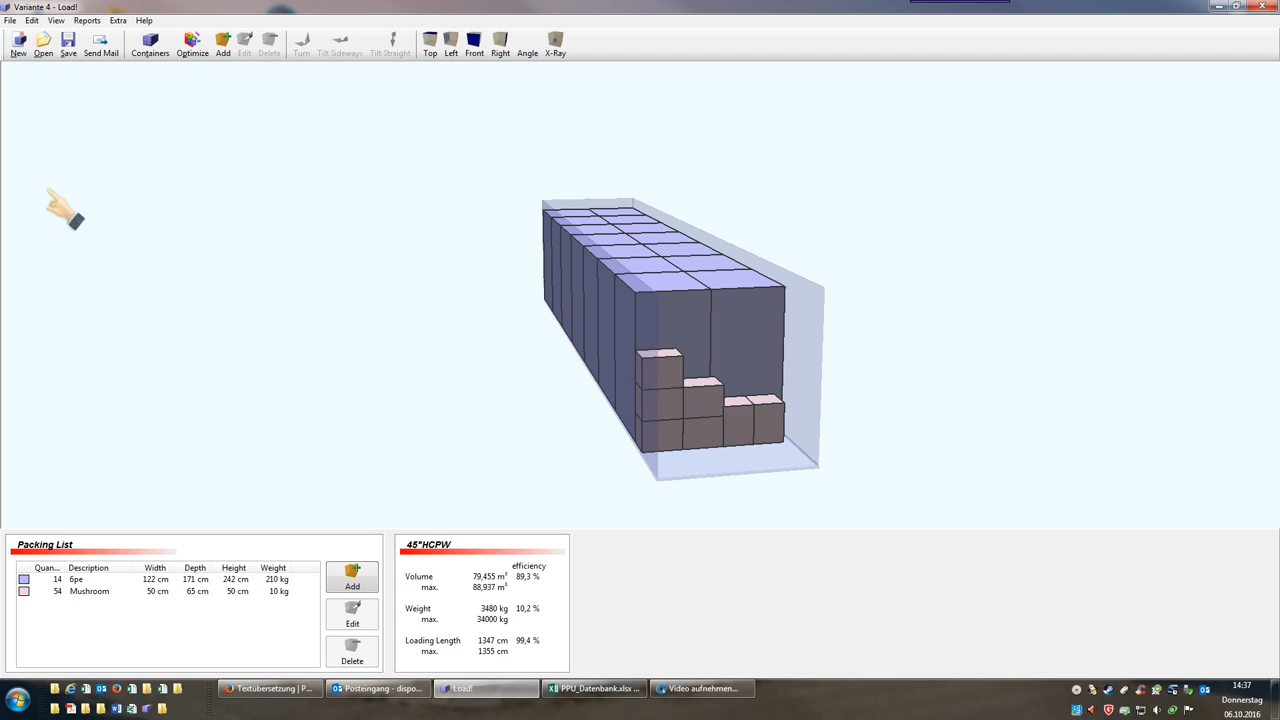 Variante 4 - Load!
File Edit View Reports Extra Help
New Open Save Send Mail Containers Optimize Add Edit Delete Turn Tilt Sideways Tilt Straight Top Left Front Right Angle X-Ray
Packing List
Quan... Description Width Depth Height Weight
14 6pe 122 cm 171 cm 242 cm 210 kg
54 Mushroom 50 cm 65 cm 50 cm 10 kg
Add
Edit
Delete
45"HCPW
efficiency
Volume 79,455 m³ 89,3 %
max. 88,937 m³
Weight 3480 kg 10,2 %
max. 34000 kg
Loading Length 1347 cm 99,4 %
max. 1355 cm
Textübersetzung | P... Posteingang - dispo... Load! PPU_Datenbank.xlsx ... Video aufnehmen...
14:37
Donnerstag
06.10.2016